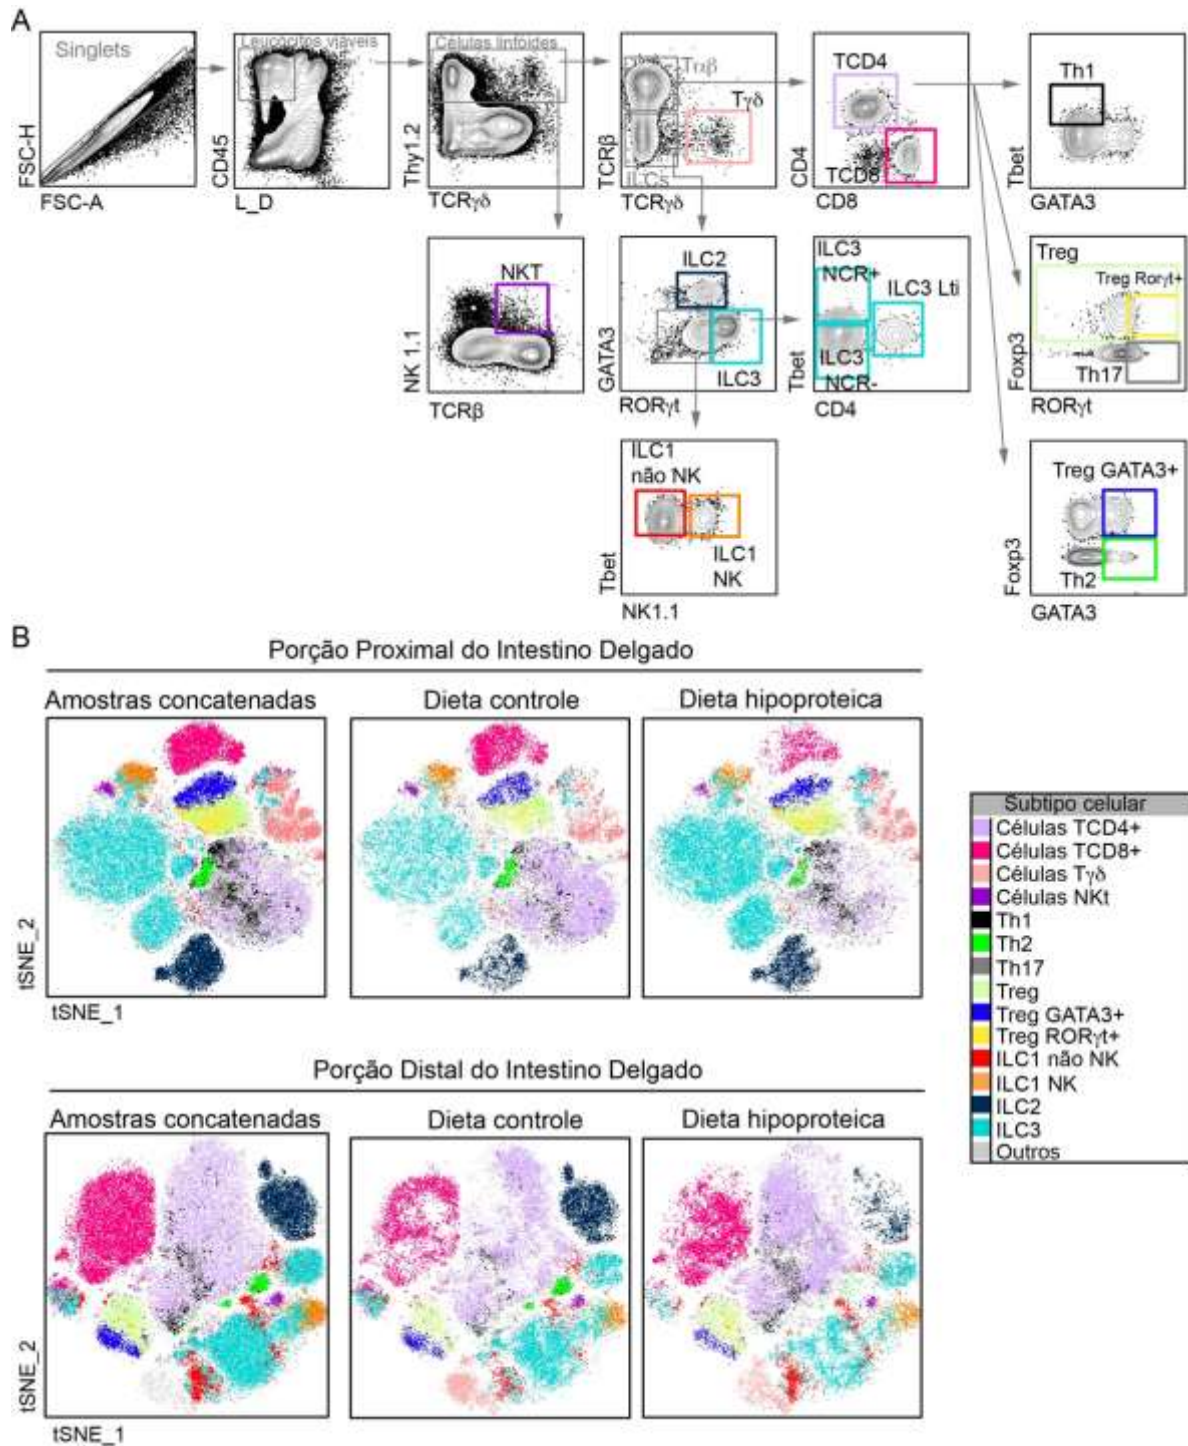 A
Singlets
FSC-H
FSC-A
Leucócitos viáveis
CD45
L_D
Células linfóides
Thy1.2
TCRγδ
Tαβ
Tγδ
ILCs
TCRβ
TCRγδ
TCD4
TCD8
CD4
CD8
Th1
Tbet
GATA3
NKT
NK 1.1
TCRβ
ILC2
ILC3
GATA3
RORγt
ILC3
NCR+
ILC3 Lti
ILC3
NCR-
Tbet
CD4
Treg
Treg Rorγt+
Th17
Foxp3
RORγt
ILC1
não NK
ILC1
NK
Tbet
NK1.1
Treg GATA3+
Th2
Foxp3
GATA3
B
Porção Proximal do Intestino Delgado
Amostras concatenadas
Dieta controle
Dieta hipoproteica
tSNE_2
tSNE_1
Subtipo celular
Células TCD4+
Células TCD8+
Células Tγδ
Células NKt
Th1
Th2
Th17
Treg
Treg GATA3+
Treg RORγt+
ILC1 não NK
ILC1 NK
ILC2
ILC3
Outros
Porção Distal do Intestino Delgado
Amostras concatenadas
Dieta controle
Dieta hipoproteica
tSNE_2
tSNE_1